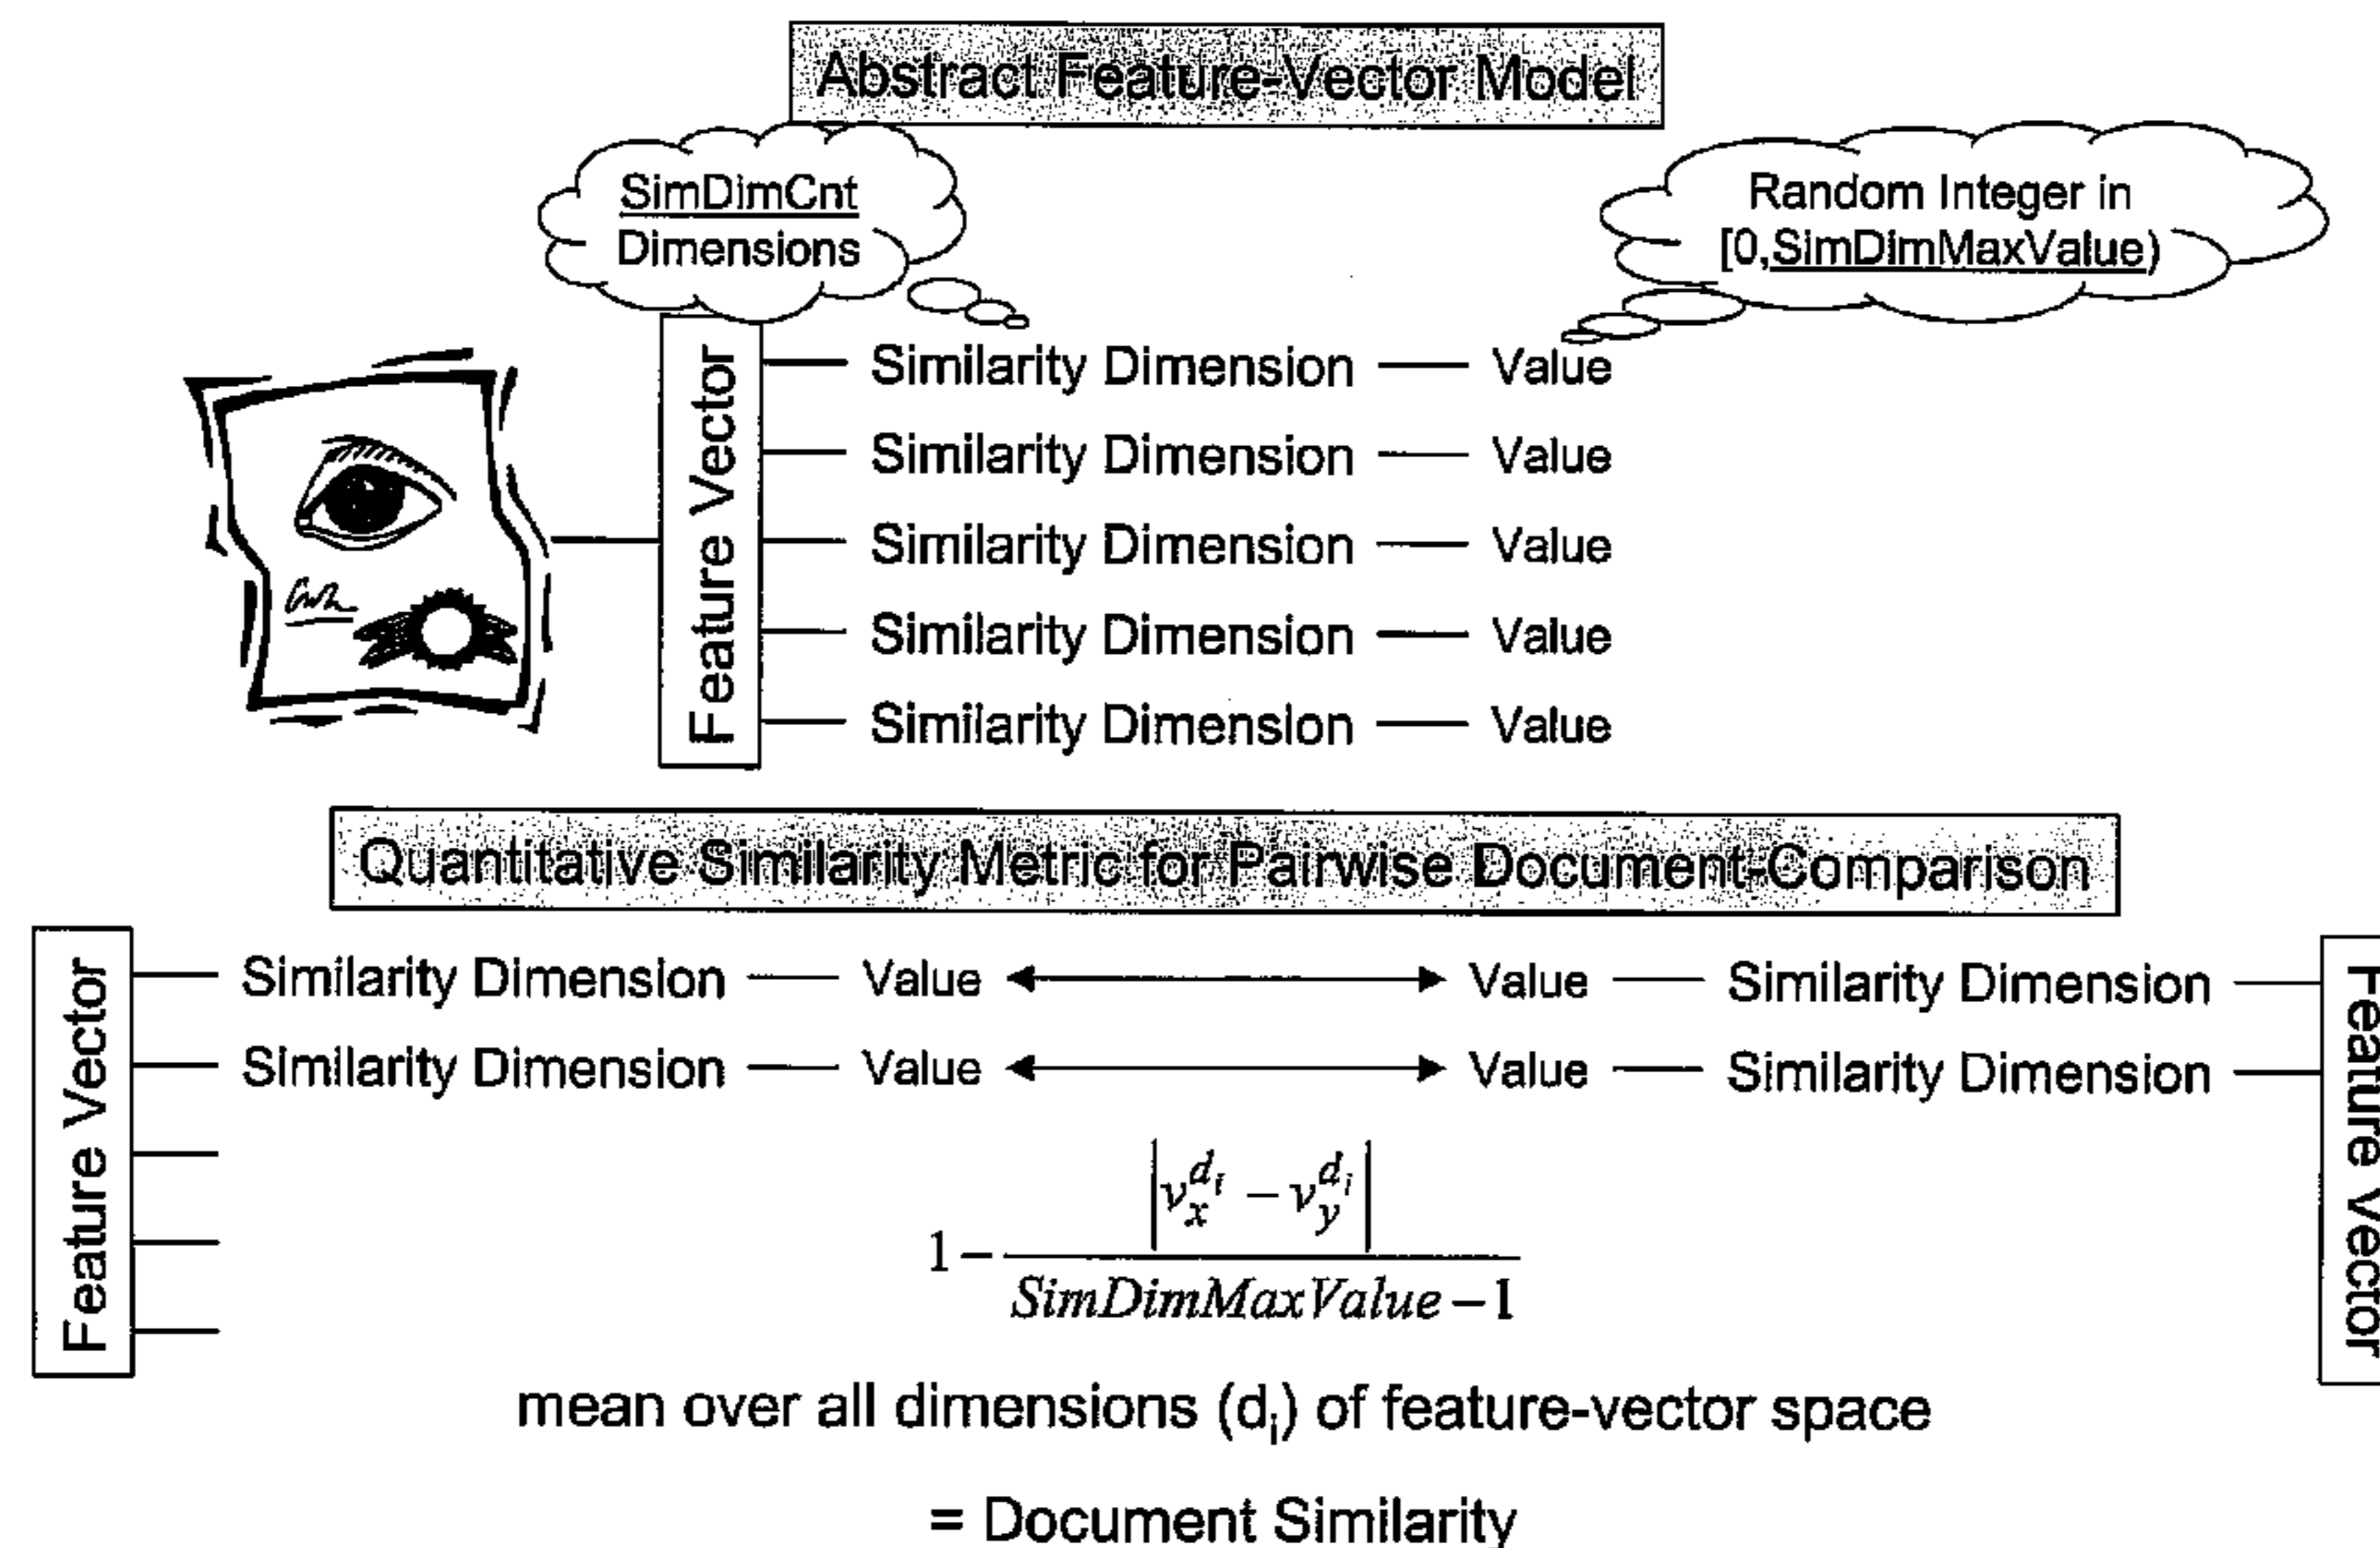 Abstract Feature-Vector Model
SimDimCnt
Dimensions
Random Integer in
[0,SimDimMaxValue)
Feature Vector
Similarity Dimension — Value
Similarity Dimension — Value
Similarity Dimension — Value
Similarity Dimension — Value
Similarity Dimension — Value
Quantitative Similarity Metric for Pairwise Document-Comparison
Feature Vector
Similarity Dimension — Value ↔ Value — Similarity Dimension
Similarity Dimension — Value ↔ Value — Similarity Dimension
Feature Vector
1 − |v_x^{d_i} − v_y^{d_i}| / (SimDimMaxValue − 1)
mean over all dimensions (d_i) of feature-vector space
= Document Similarity